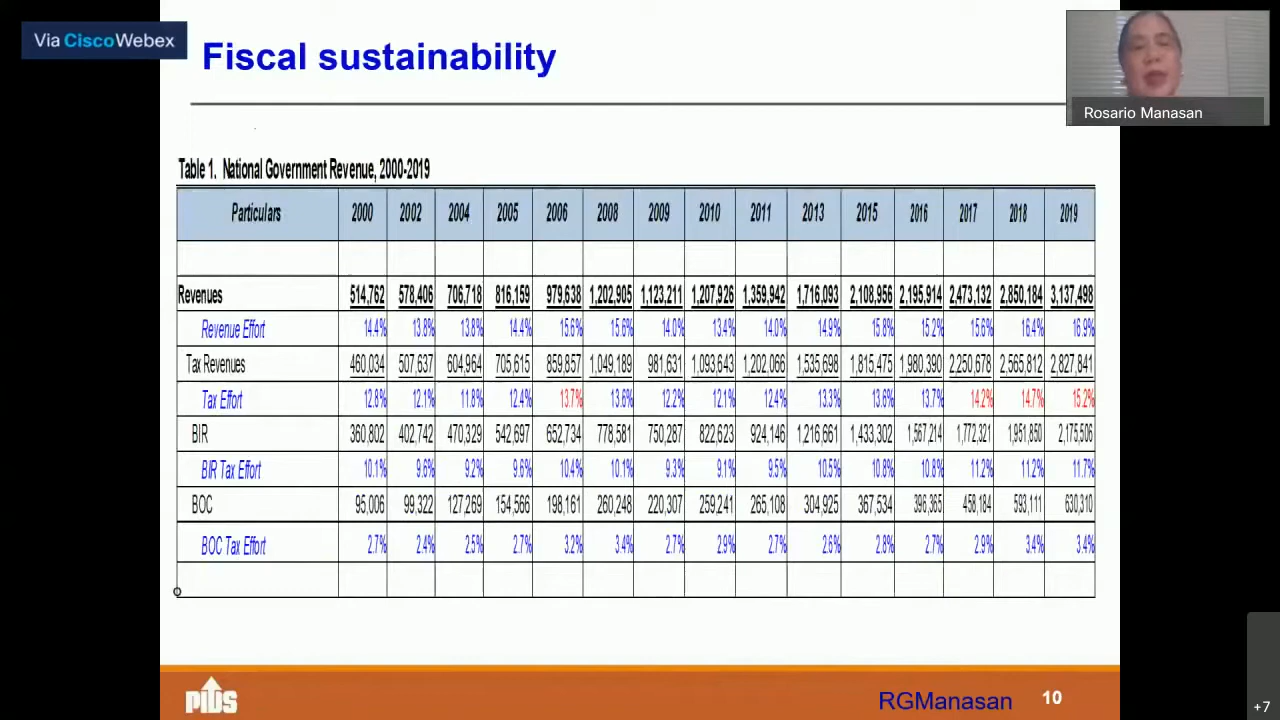 Via CiscoWebex
Fiscal sustainability
Rosario Manasan
Table 1. National Government Revenue, 2000-2019
Particulars 2000 2002 2004 2005 2006 2008 2009 2010 2011 2013 2015 2016 2017 2018 2019
Revenues 514,762 578,406 706,718 816,159 979,638 1,202,905 1,123,211 1,207,926 1,359,942 1,716,093 2,108,956 2,195,914 2,473,132 2,850,184 3,137,498
Revenue Effort 14.4% 13.8% 13.8% 14.4% 15.6% 15.6% 14.0% 13.4% 14.0% 14.9% 15.8% 15.2% 15.6% 16.4% 16.9%
Tax Revenues 460,034 507,637 604,964 705,615 859,857 1,049,189 981,631 1,093,643 1,202,066 1,535,698 1,815,475 1,980,390 2,250,678 2,565,812 2,827,841
Tax Effort 12.8% 12.1% 11.8% 12.4% 13.7% 13.6% 12.2% 12.1% 12.4% 13.3% 13.6% 13.7% 14.2% 14.7% 15.2%
BIR 360,802 402,742 470,329 542,697 652,734 778,581 750,287 822,623 924,146 1,216,661 1,433,302 1,567,214 1,772,321 1,951,850 2,175,506
BIR Tax Effort 10.1% 9.6% 9.2% 9.6% 10.4% 10.1% 9.3% 9.1% 9.5% 10.5% 10.8% 10.8% 11.2% 11.2% 11.7%
BOC 95,006 99,322 127,269 154,566 198,161 260,248 220,307 259,241 265,108 304,925 367,534 396,365 458,184 593,111 630,310
BOC Tax Effort 2.7% 2.4% 2.5% 2.7% 3.2% 3.4% 2.7% 2.9% 2.7% 2.6% 2.8% 2.7% 2.9% 3.4% 3.4%
PIDS
RGManasan
10
+7